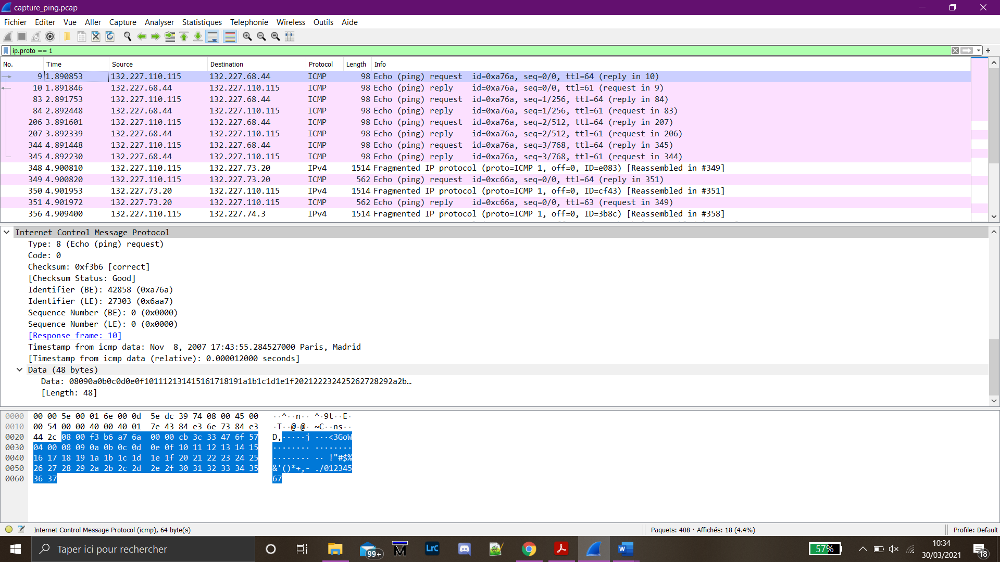 capture_ping.pcap
Fichier Editer Vue Aller Capture Analyser Statistiques Telephonie Wireless Outils Aide
ip.proto == 1
No. Time Source Destination Protocol Length Info
9 1.890853 132.227.110.115 132.227.68.44 ICMP 98 Echo (ping) request id=0xa76a, seq=0/0, ttl=64 (reply in 10)
10 1.891846 132.227.68.44 132.227.110.115 ICMP 98 Echo (ping) reply id=0xa76a, seq=0/0, ttl=61 (request in 9)
83 2.891753 132.227.110.115 132.227.68.44 ICMP 98 Echo (ping) request id=0xa76a, seq=1/256, ttl=64 (reply in 84)
84 2.892448 132.227.68.44 132.227.110.115 ICMP 98 Echo (ping) reply id=0xa76a, seq=1/256, ttl=61 (request in 83)
206 3.891601 132.227.110.115 132.227.68.44 ICMP 98 Echo (ping) request id=0xa76a, seq=2/512, ttl=64 (reply in 207)
207 3.892339 132.227.68.44 132.227.110.115 ICMP 98 Echo (ping) reply id=0xa76a, seq=2/512, ttl=61 (request in 206)
344 4.891448 132.227.110.115 132.227.68.44 ICMP 98 Echo (ping) request id=0xa76a, seq=3/768, ttl=64 (reply in 345)
345 4.892230 132.227.68.44 132.227.110.115 ICMP 98 Echo (ping) reply id=0xa76a, seq=3/768, ttl=61 (request in 344)
348 4.900810 132.227.110.115 132.227.73.20 IPv4 1514 Fragmented IP protocol (proto=ICMP 1, off=0, ID=e083) [Reassembled in #349]
349 4.900820 132.227.110.115 132.227.73.20 ICMP 562 Echo (ping) request id=0xc66a, seq=0/0, ttl=64 (reply in 351)
350 4.901953 132.227.73.20 132.227.110.115 IPv4 1514 Fragmented IP protocol (proto=ICMP 1, off=0, ID=cf43) [Reassembled in #351]
351 4.901972 132.227.73.20 132.227.110.115 ICMP 562 Echo (ping) reply id=0xc66a, seq=0/0, ttl=63 (request in 349)
356 4.909400 132.227.110.115 132.227.74.3 IPv4 1514 Fragmented IP protocol (proto=ICMP 1, off=0, ID=3b8c) [Reassembled in #358]
Internet Control Message Protocol
Type: 8 (Echo (ping) request)
Code: 0
Checksum: 0xf3b6 [correct]
[Checksum Status: Good]
Identifier (BE): 42858 (0xa76a)
Identifier (LE): 27303 (0x6aa7)
Sequence Number (BE): 0 (0x0000)
Sequence Number (LE): 0 (0x0000)
[Response frame: 10]
Timestamp from icmp data: Nov  8, 2007 17:43:55.284527000 Paris, Madrid
[Timestamp from icmp data (relative): 0.000012000 seconds]
Data (48 bytes)
Data: 08090a0b0c0d0e0f101112131415161718191a1b1c1d1e1f202122232425262728292a2b…
[Length: 48]
0000 00 00 5e 00 01 6e 00 0d 5e dc 39 74 08 00 45 00 ··^··n·· ^·9t··E·
0010 00 54 00 00 40 00 40 01 7e 43 84 e3 6e 73 84 e3 ·T··@·@· ~C··ns··
0020 44 2c 08 00 f3 b6 a7 6a 00 00 cb 3c 33 47 6f 57 D,·····j ···<3GoW
0030 04 00 08 09 0a 0b 0c 0d 0e 0f 10 11 12 13 14 15 ········ ········
0040 16 17 18 19 1a 1b 1c 1d 1e 1f 20 21 22 23 24 25 ········ ·· !"#$%
0050 26 27 28 29 2a 2b 2c 2d 2e 2f 30 31 32 33 34 35 &'()*+,- ./012345
0060 36 37 67
Internet Control Message Protocol (icmp), 64 byte(s) Paquets: 408 · Affichés: 18 (4.4%) Profile: Default
Taper ici pour rechercher 99+ M LrC W 57% 10:34
30/03/2021 18